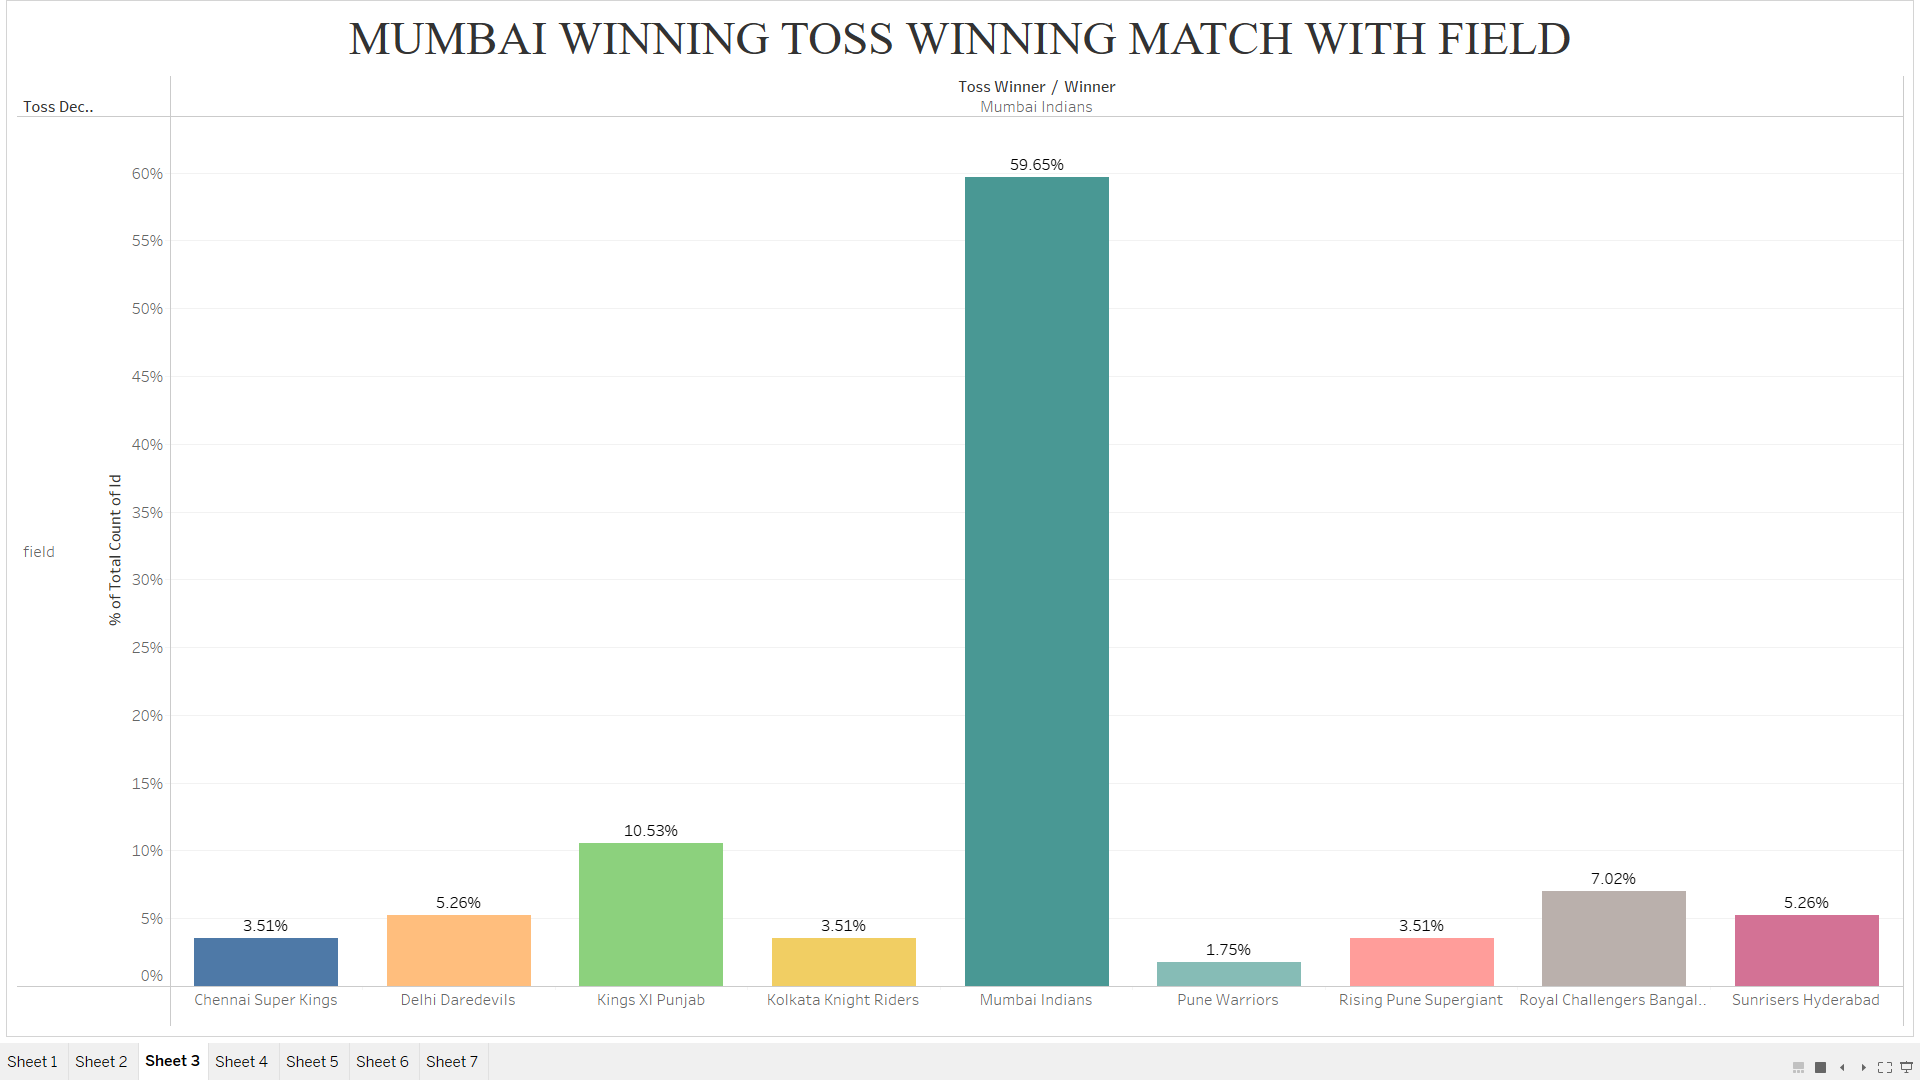 MUMBAI WINNING TOSS WINNING MATCH WITH FIELD
Toss Winner / Winner
Toss Dec..
Mumbai Indians
60%
55%
50%
45%
40%
35%
30%
25%
20%
15%
10%
5%
0%
% of Total Count of Id
field
3.51%
5.26%
10.53%
3.51%
59.65%
1.75%
3.51%
7.02%
5.26%
Chennai Super Kings
Delhi Daredevils
Kings XI Punjab
Kolkata Knight Riders
Mumbai Indians
Pune Warriors
Rising Pune Supergiant
Royal Challengers Bangal..
Sunrisers Hyderabad
Sheet 1
Sheet 2
Sheet 3
Sheet 4
Sheet 5
Sheet 6
Sheet 7